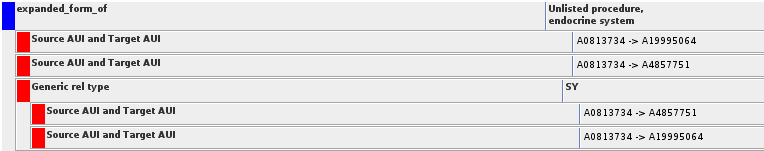 expanded_form_of
Unlisted procedure,
endocrine system
Source AUI and Target AUI
A0813734 -> A19995064
Source AUI and Target AUI
A0813734 -> A4857751
Generic rel type
SY
Source AUI and Target AUI
A0813734 -> A4857751
Source AUI and Target AUI
A0813734 -> A19995064